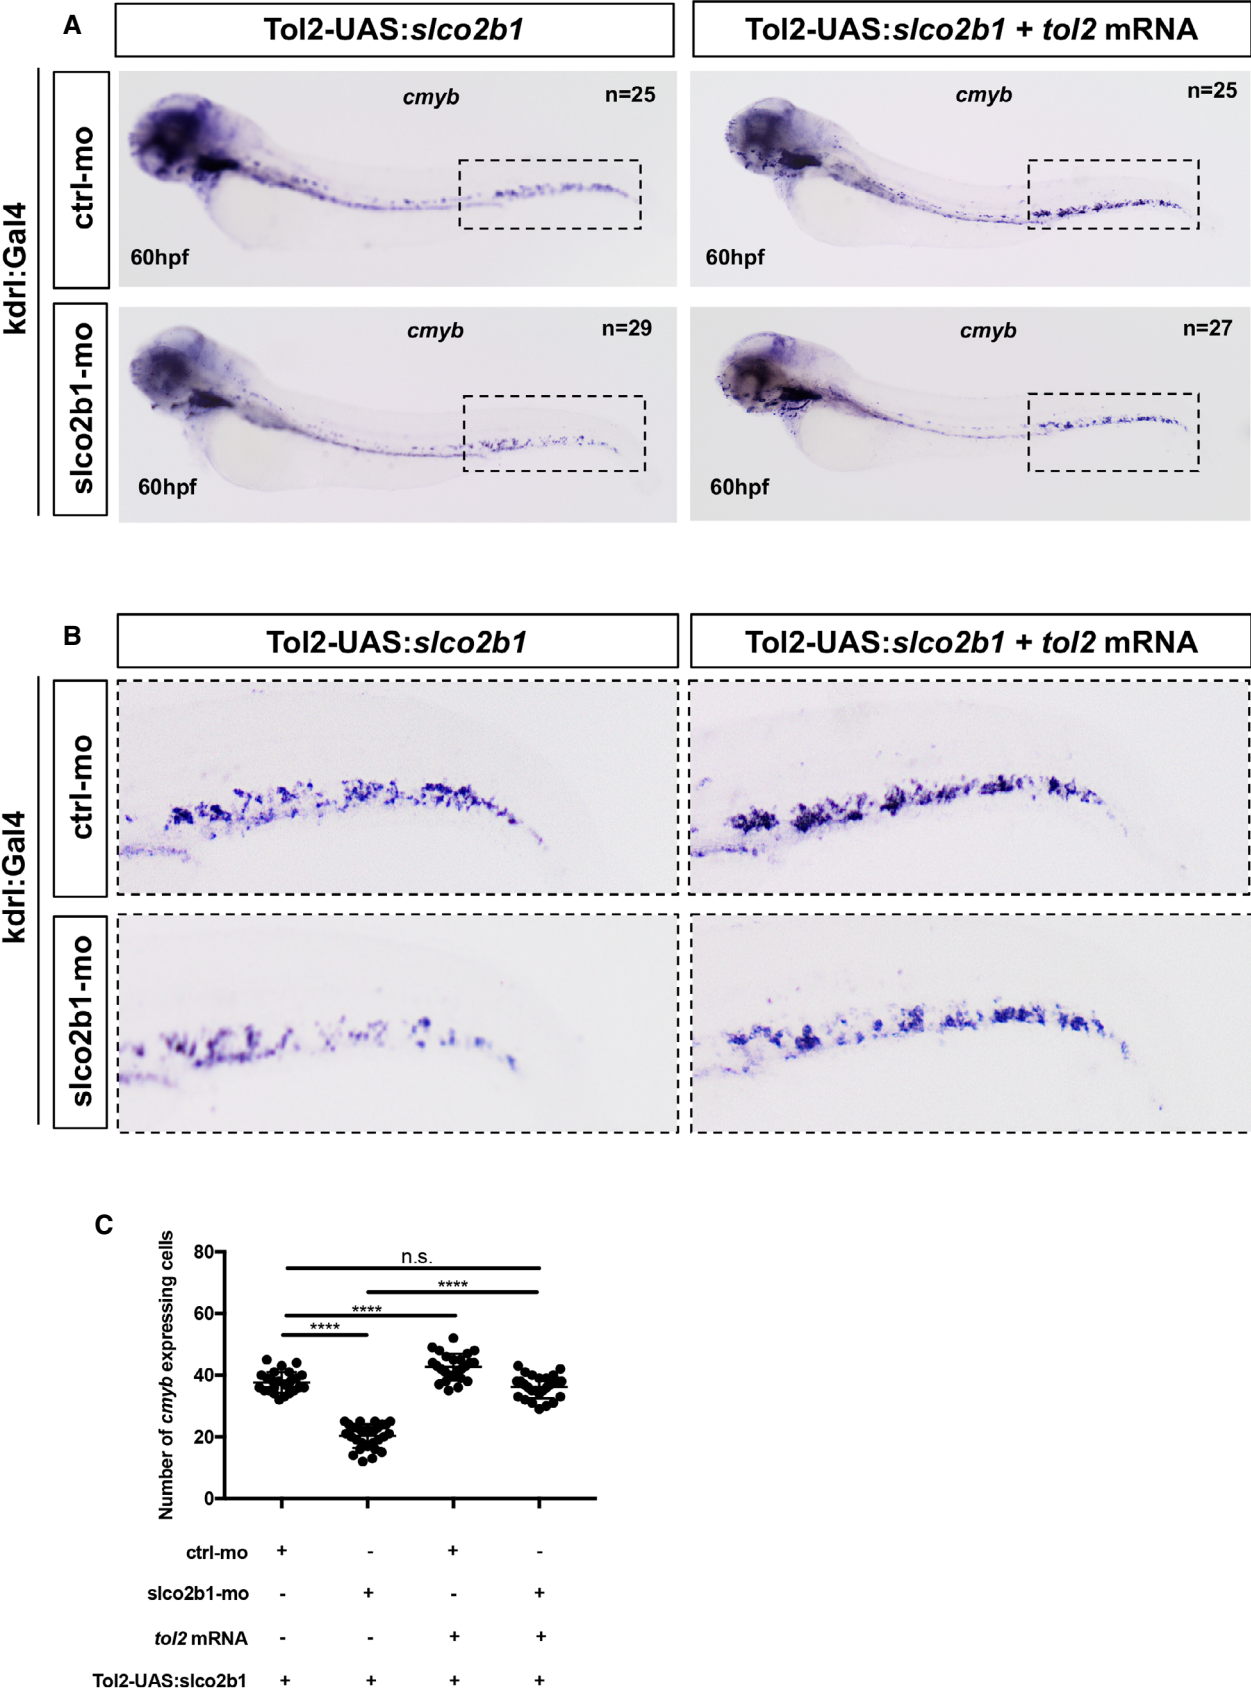 A
Tol2-UAS:slco2b1
Tol2-UAS:slco2b1 + tol2 mRNA
kdrl:Gal4
ctrl-mo
cmyb
n=25
60hpf
cmyb
n=25
60hpf
slco2b1-mo
cmyb
n=29
60hpf
cmyb
n=27
60hpf
B
Tol2-UAS:slco2b1
Tol2-UAS:slco2b1 + tol2 mRNA
kdrl:Gal4
ctrl-mo
slco2b1-mo
C
Number of cmyb expressing cells
80
60
40
20
0
n.s.
****
****
****
ctrl-mo + - + -
slco2b1-mo - + - +
tol2 mRNA - - + +
Tol2-UAS:slco2b1 + + + +